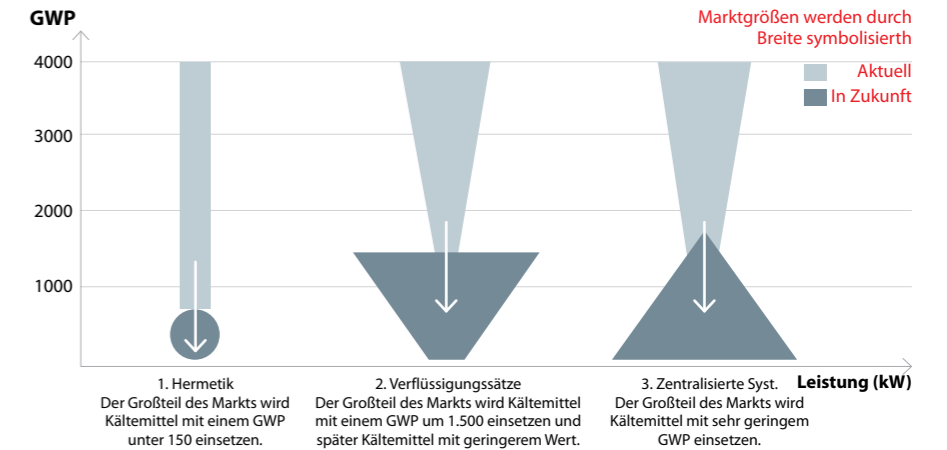 GWP
Marktgrößen werden durch
Breite symbolisierth
Aktuell
In Zukunft
4000
3000
2000
1000
Leistung (kW)
1. Hermetik
Der Großteil des Markts wird
Kältemittel mit einem GWP
unter 150 einsetzen.
2. Verflüssigungssätze
Der Großteil des Markts wird Kältemittel
mit einem GWP um 1.500 einsetzen und
später Kältemittel mit geringerem Wert.
3. Zentralisierte Syst.
Der Großteil des Markts wird
Kältemittel mit sehr geringem
GWP einsetzen.